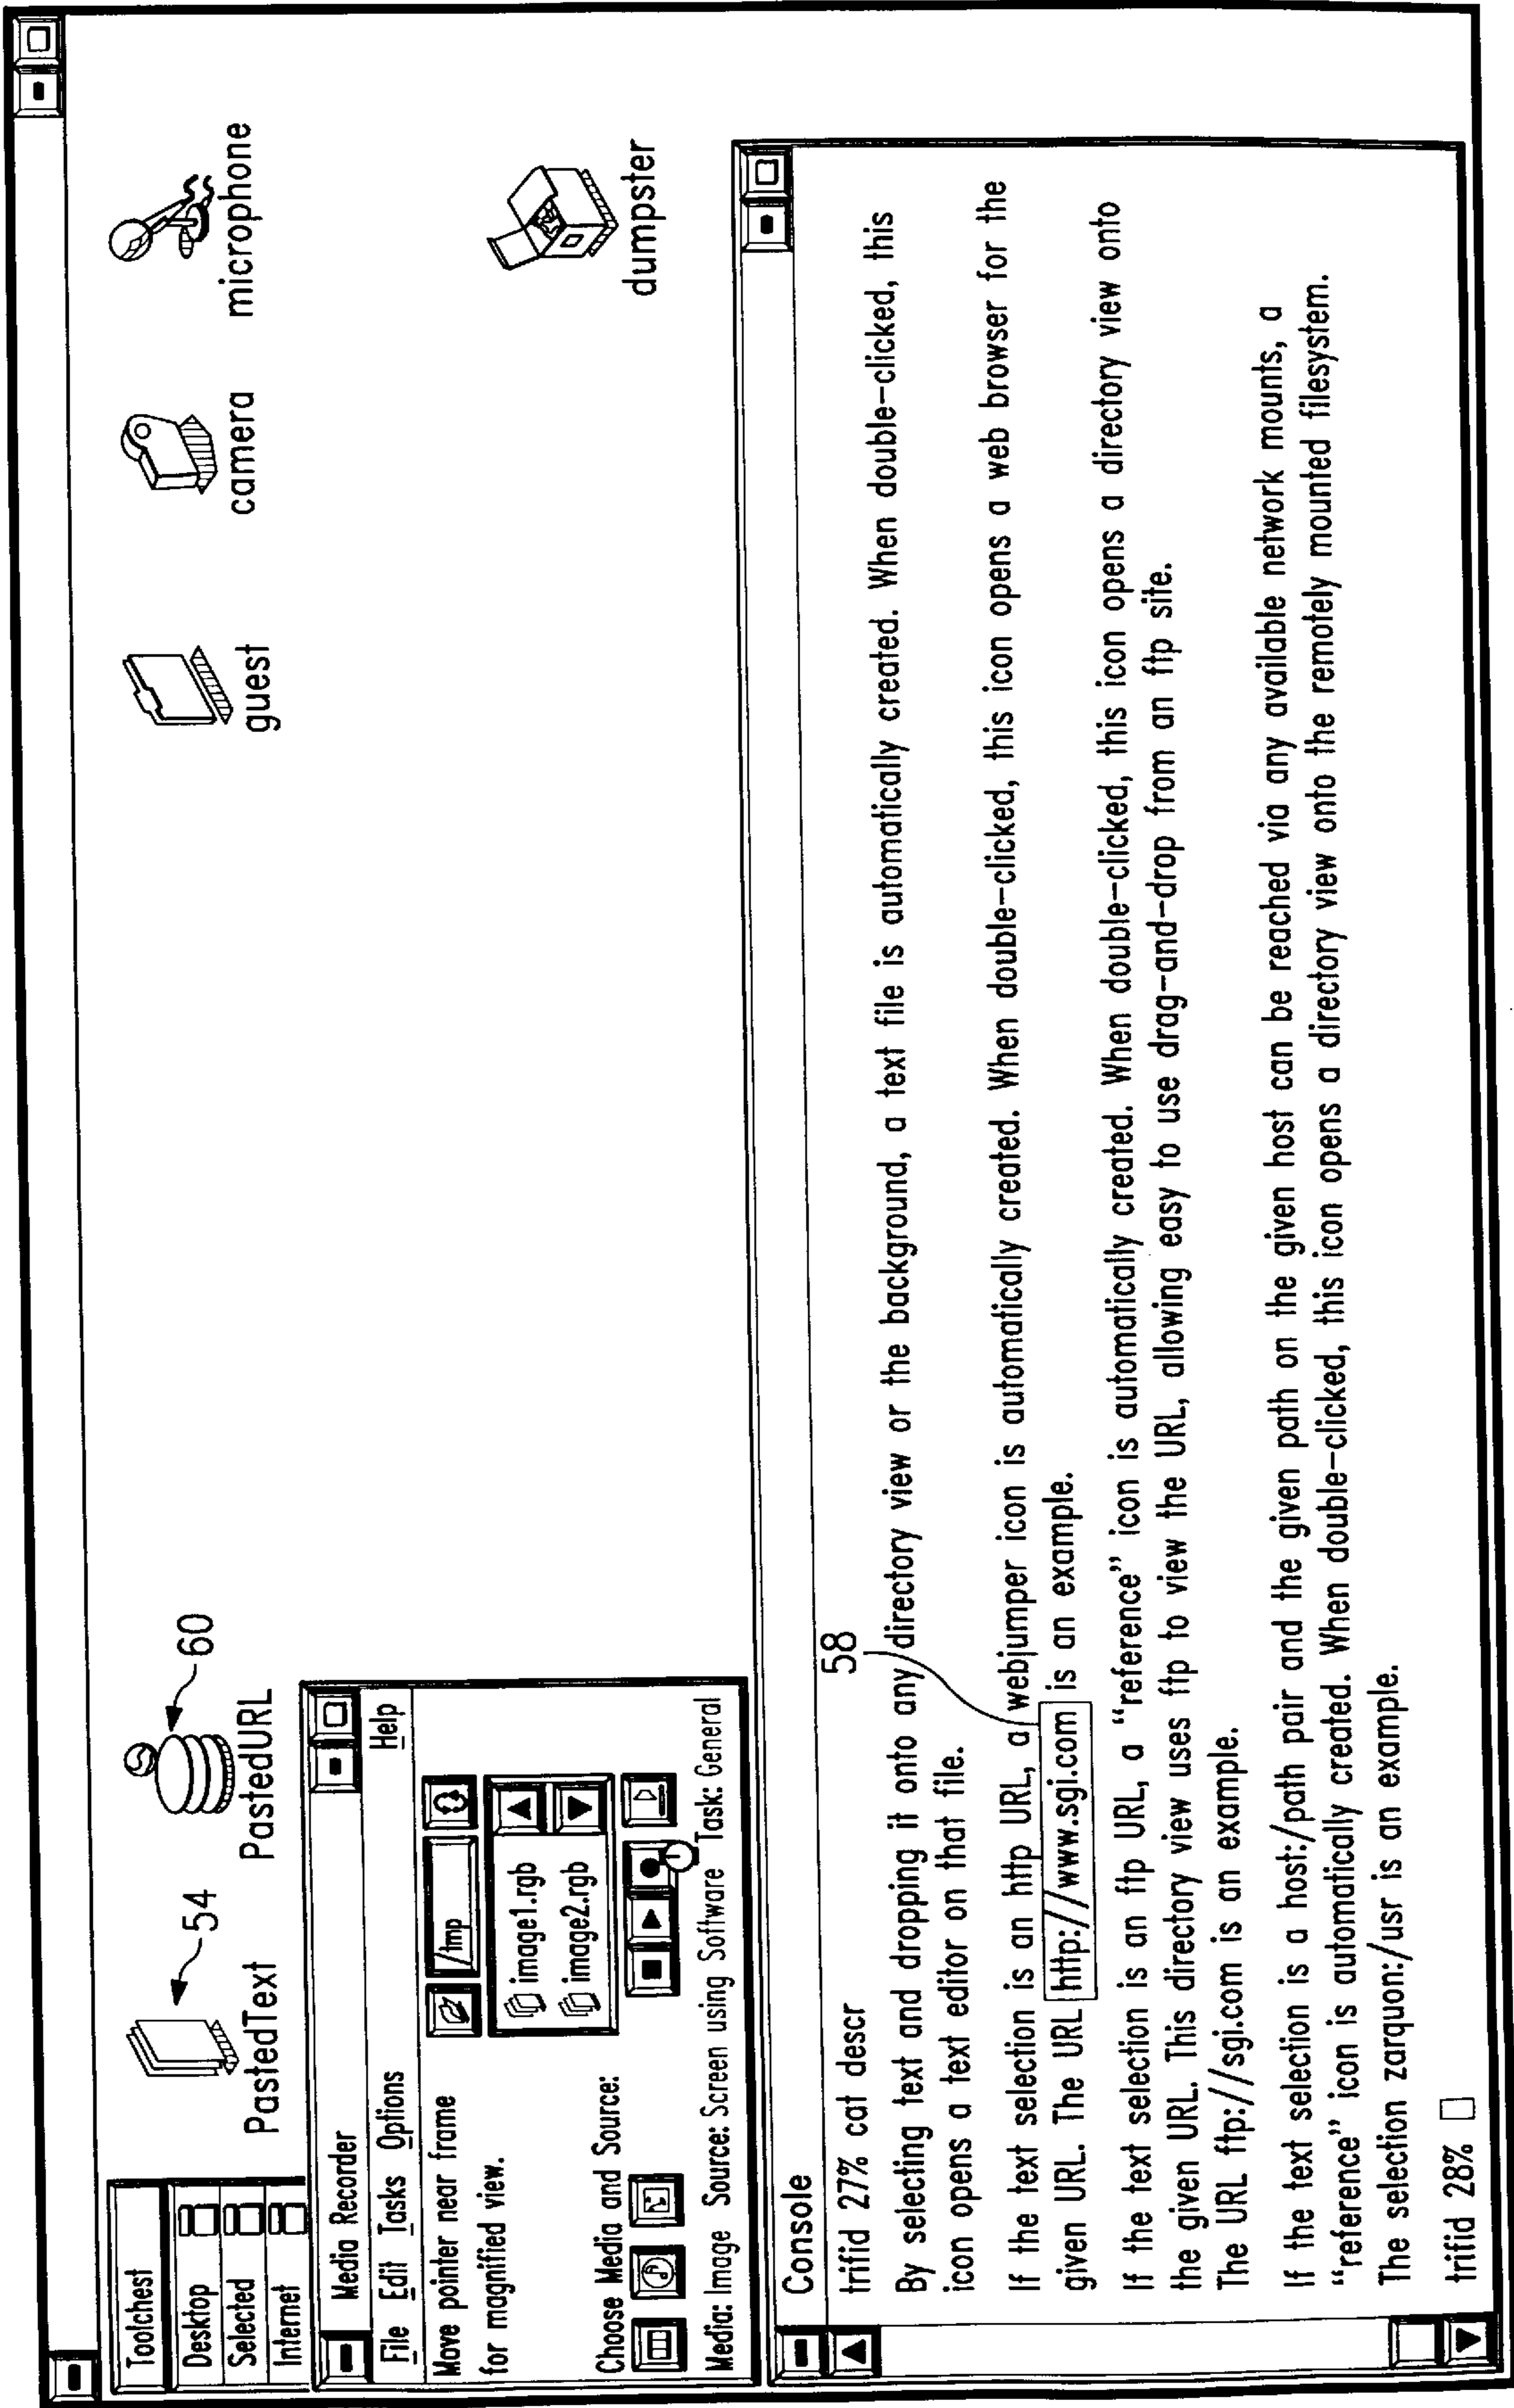 microphone
camera
guest
dumpster
60
54
PastedURL
PastedText
Toolchest
Desktop
Selected
Internet
Media Recorder
File Edit Tasks Options Help
Move pointer near frame
for magnified view.
/tmp
image1.rgb
image2.rgb
Choose Media and Source:
Media: Image Source: Screen using Software Task: General
Console
58
trifid 27% cat descr
By selecting text and dropping it onto any directory view or the background, a text file is automatically created. When double-clicked, this
icon opens a text editor on that file.
If the text selection is an http URL, a webjumper icon is automatically created. When double-clicked, this icon opens a web browser for the
given URL. The URL http://www.sgi.com is an example.
If the text selection is an ftp URL, a “reference” icon is automatically created. When double-clicked, this icon opens a directory view onto
the given URL. This directory view uses ftp to view the URL, allowing easy to use drag-and-drop from an ftp site.
The URL ftp://sgi.com is an example.
If the text selection is a host:/path pair and the given path on the given host can be reached via any available network mounts, a
“reference” icon is automatically created. When double-clicked, this icon opens a directory view onto the remotely mounted filesystem.
The selection zarquon:/usr is an example.
trifid 28%